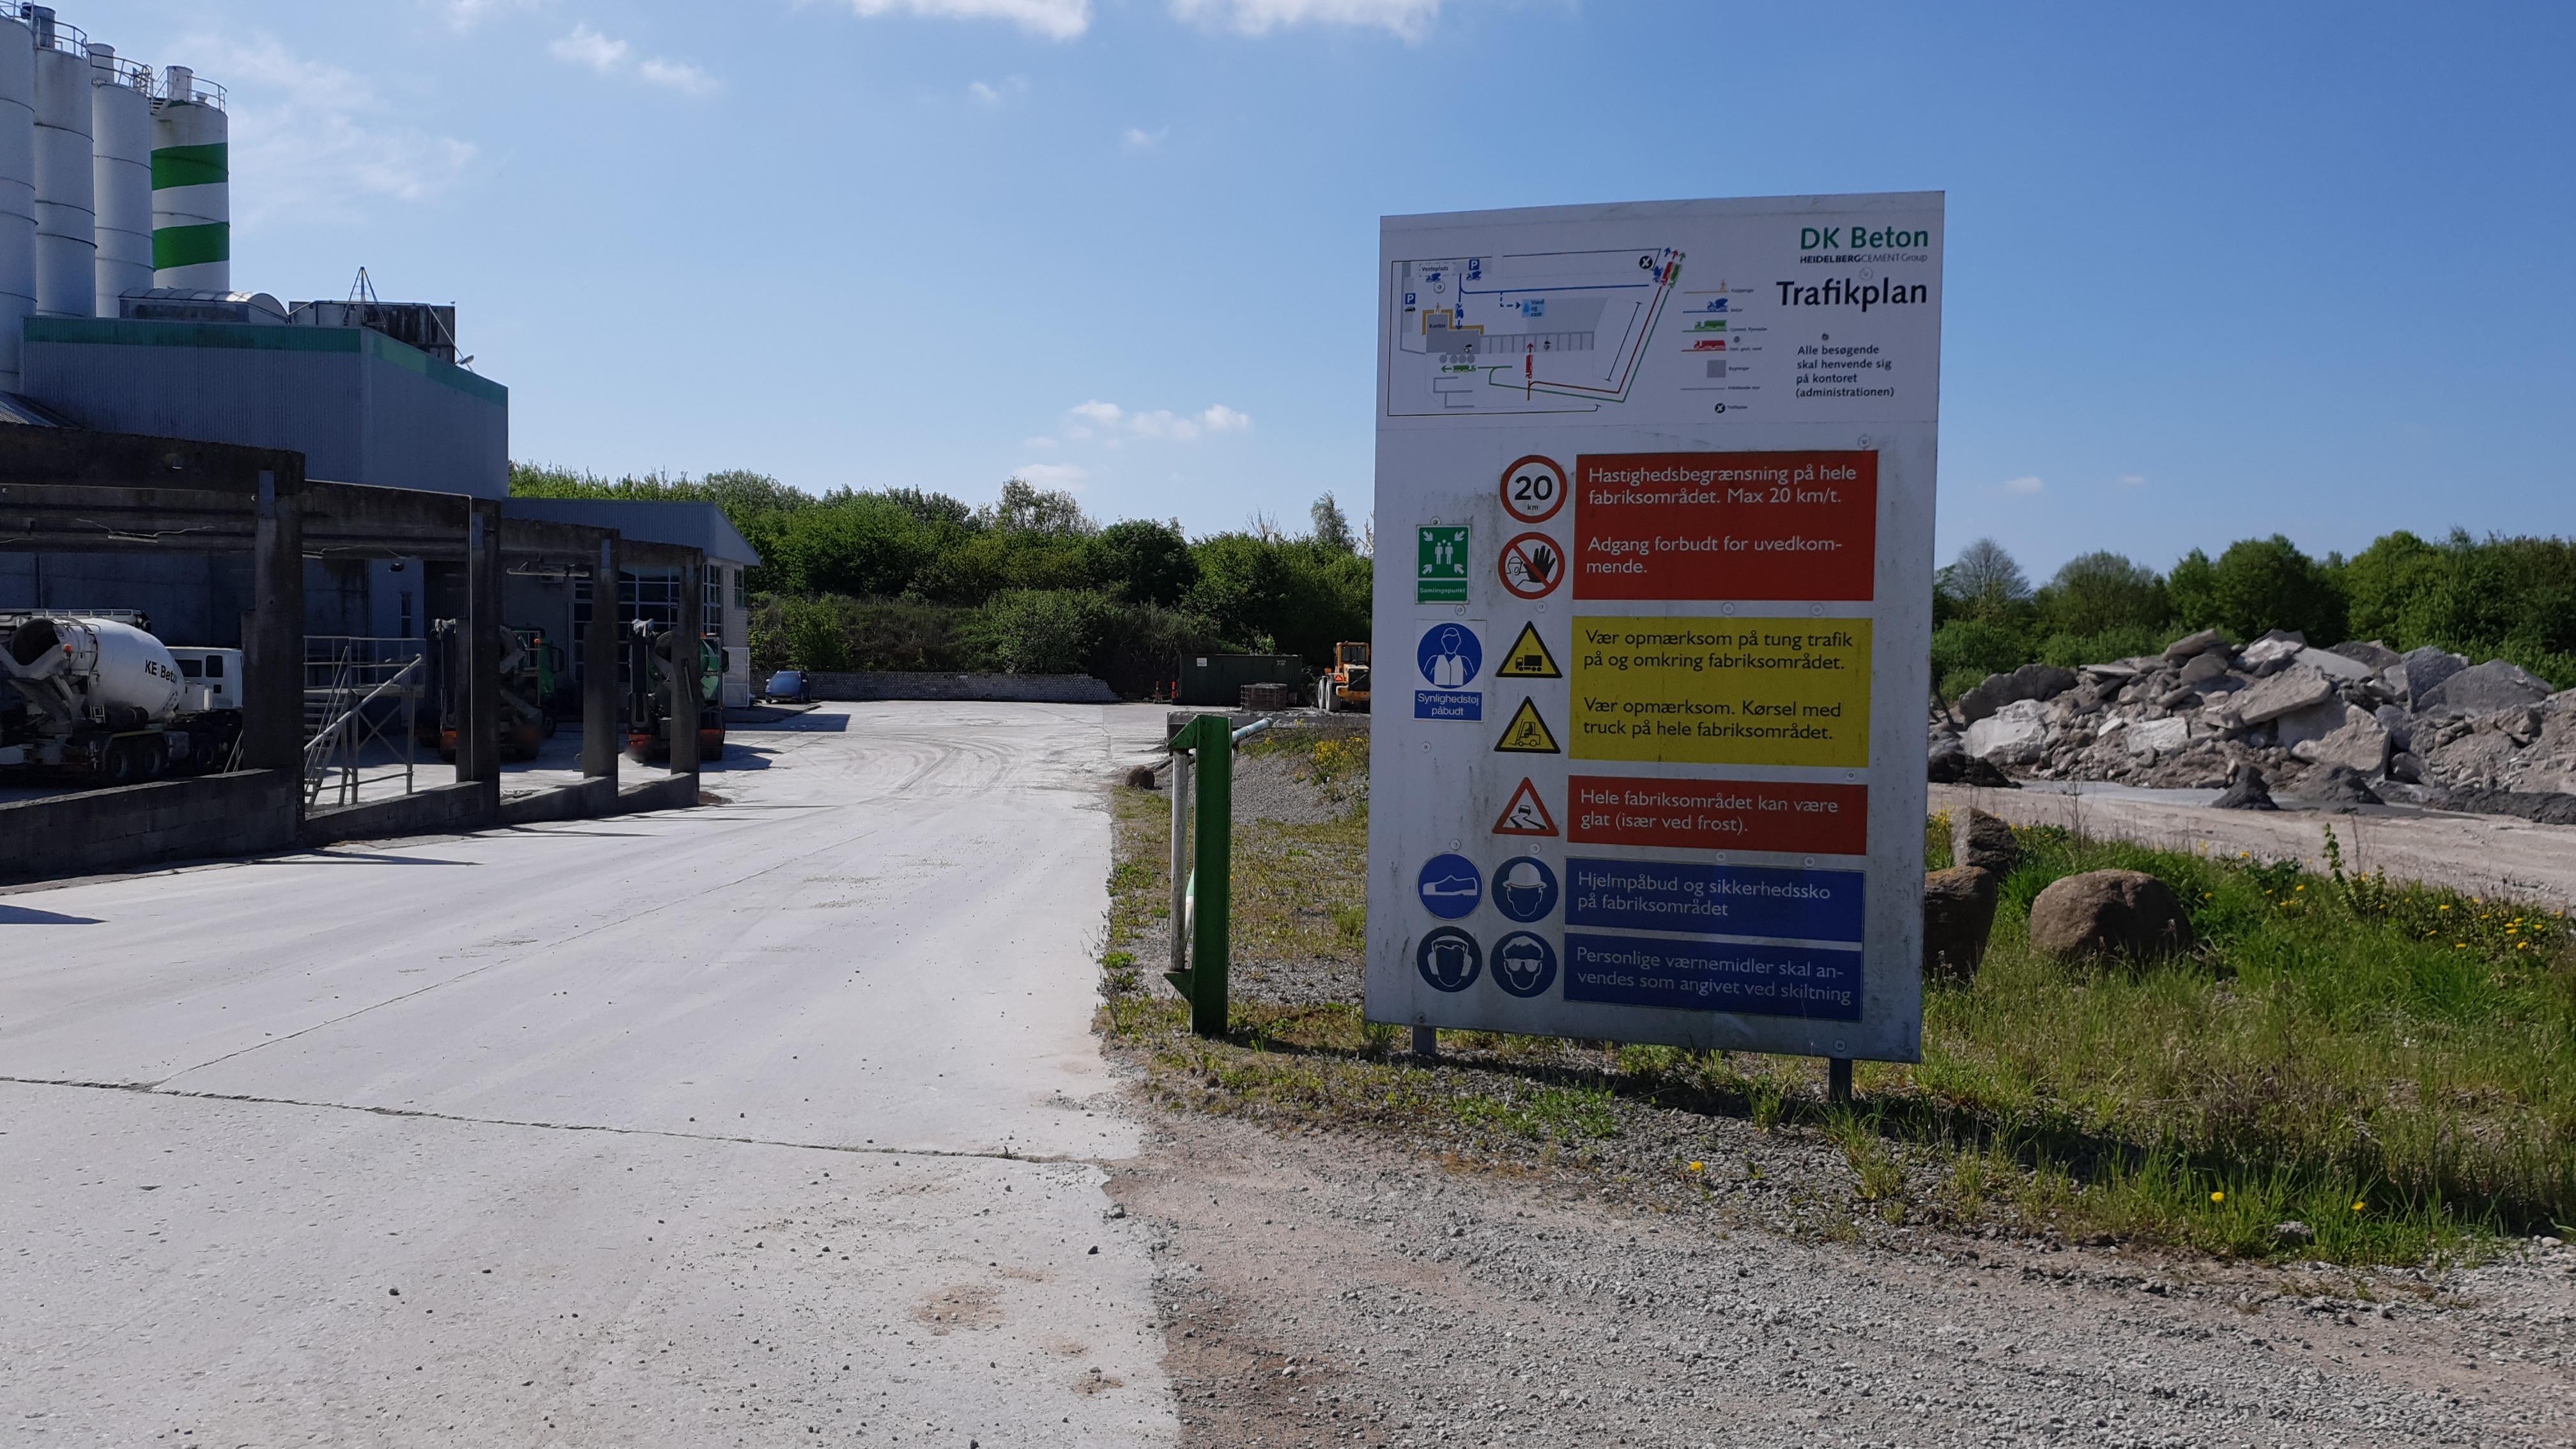 DK Beton
HEIDELBERGCEMENT Group
Trafikplan
Alle besøgende
skal henvende sig
på kontoret
(administrationen)
P
P
Kontor
20
km
Hastighedsbegrænsning på hele
fabriksområdet. Max 20 km/t.
Adgang forbudt for uvedkom-
mende.
Samlingspunkt
Synlighedstøj
påbudt
Vær opmærksom på tung trafik
på og omkring fabriksområdet.
Vær opmærksom. Kørsel med
truck på hele fabriksområdet.
Hele fabriksområdet kan være
glat (især ved frost).
Hjelmpåbud og sikkerhedssko
på fabriksområdet
Personlige værnemidler skal an-
vendes som angivet ved skiltning
KE Beton